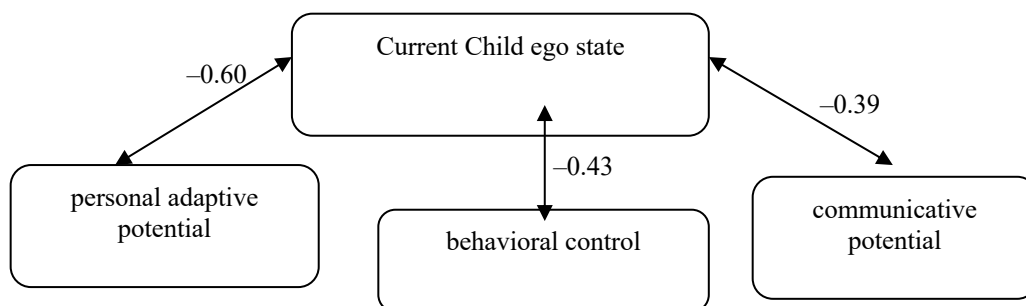 Current Child ego state
–0.60
–0.39
–0.43
personal adaptive
potential
behavioral control
communicative
potential